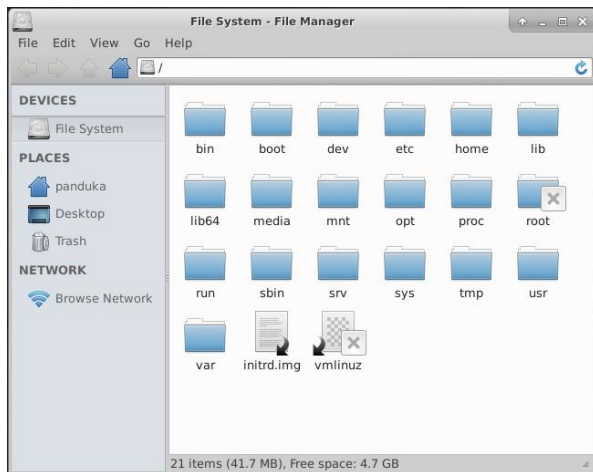 File System - File Manager
File Edit View Go Help
/
DEVICES
File System
PLACES
panduka
Desktop
Trash
NETWORK
Browse Network
bin boot dev etc home lib
lib64 media mnt opt proc root
run sbin srv sys tmp usr
var initrd.img vmlinuz
21 items (41.7 MB), Free space: 4.7 GB